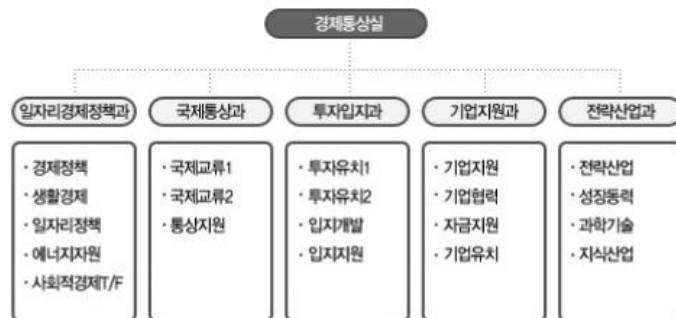 경제통상실
일자리경제정책과
국제통상과
투자입지과
기업지원과
전략산업과
· 경제정책
· 생활경제
· 일자리정책
· 에너지자원
· 사회적경제T/F
· 국제교류1
· 국제교류2
· 통상지원
· 투자유치1
· 투자유치2
· 입지개발
· 입지지원
· 기업지원
· 기업협력
· 자금지원
· 기업유치
· 전략산업
· 성장동력
· 과학기술
· 지식산업